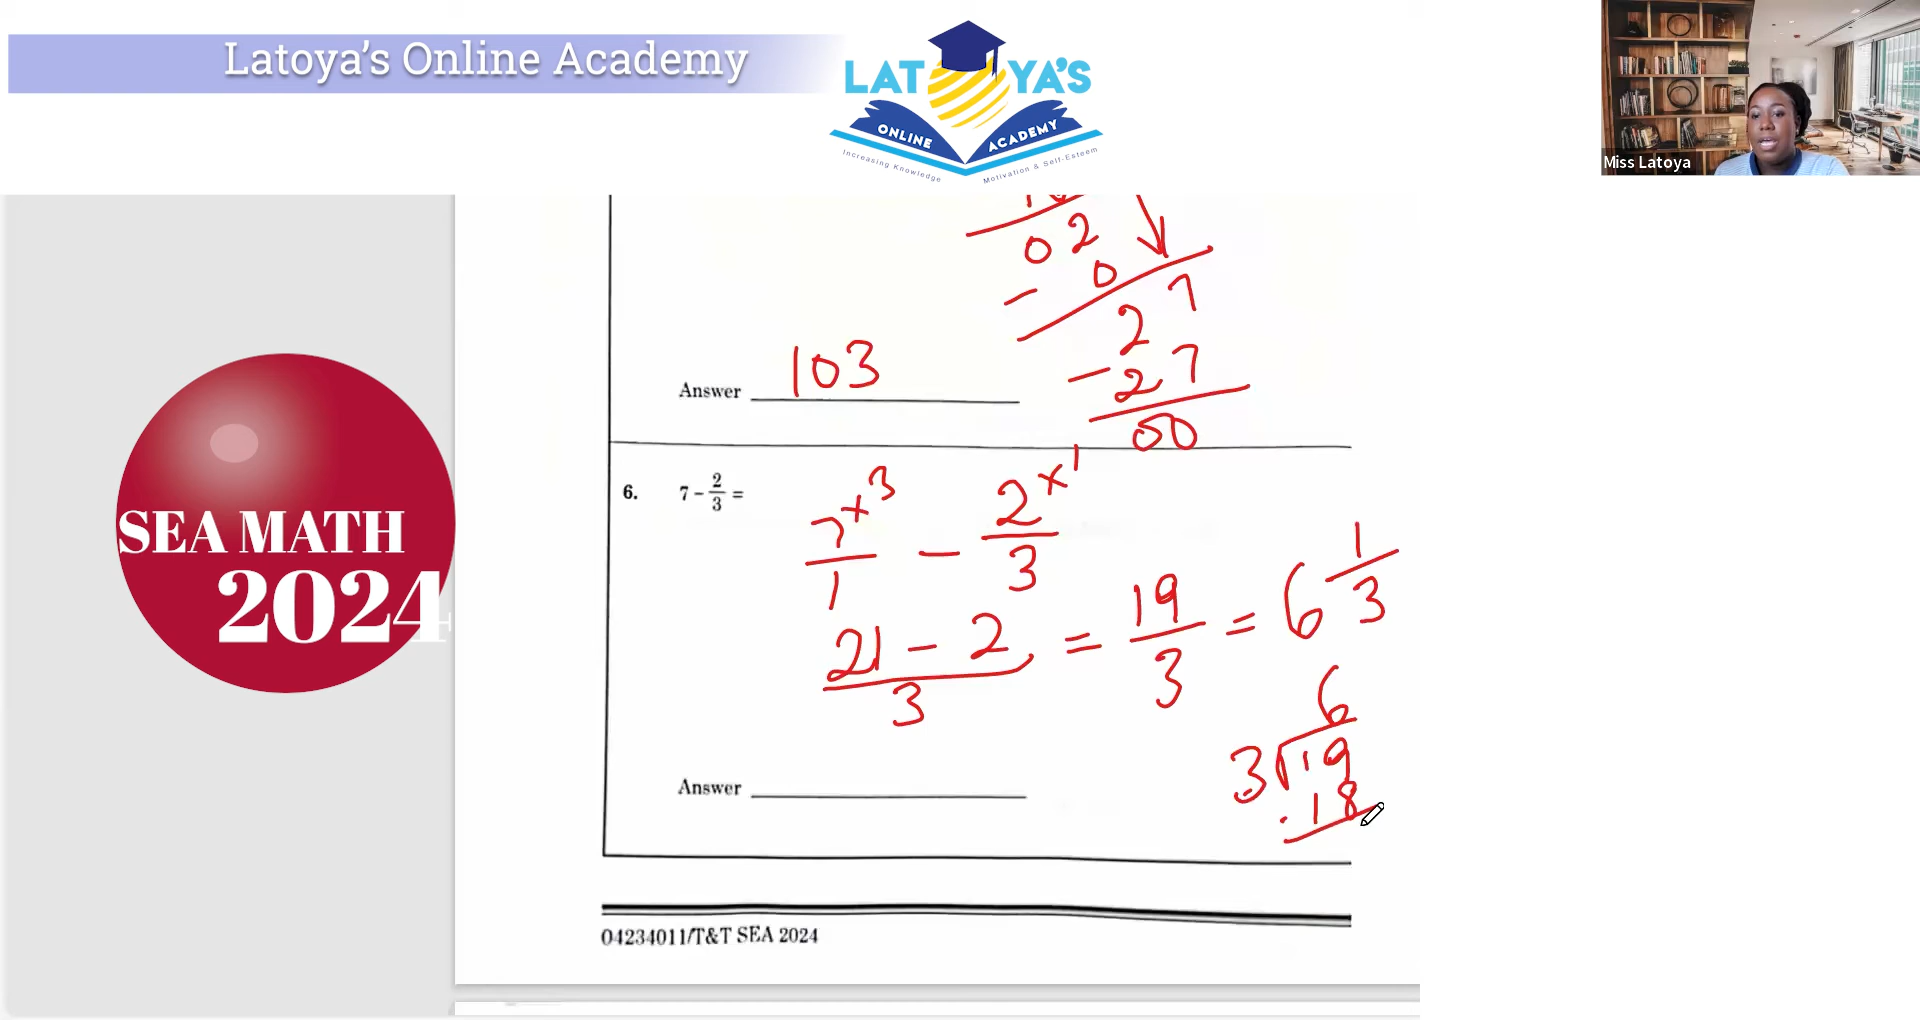 Latoya's Online Academy
LATOYA'S
ONLINE ACADEMY
Increasing Knowledge Motivation & Self-Esteem
Miss Latoya
02
- 0
27
- 27
00
Answer 103
6. 7 - 2/3 =
7/1 ×3 - 2/3 ×1
21 - 2 / 3 = 19/3 = 6 1/3
6
3 19
18
Answer
SEA MATH
2024
04234011/T&T SEA 2024